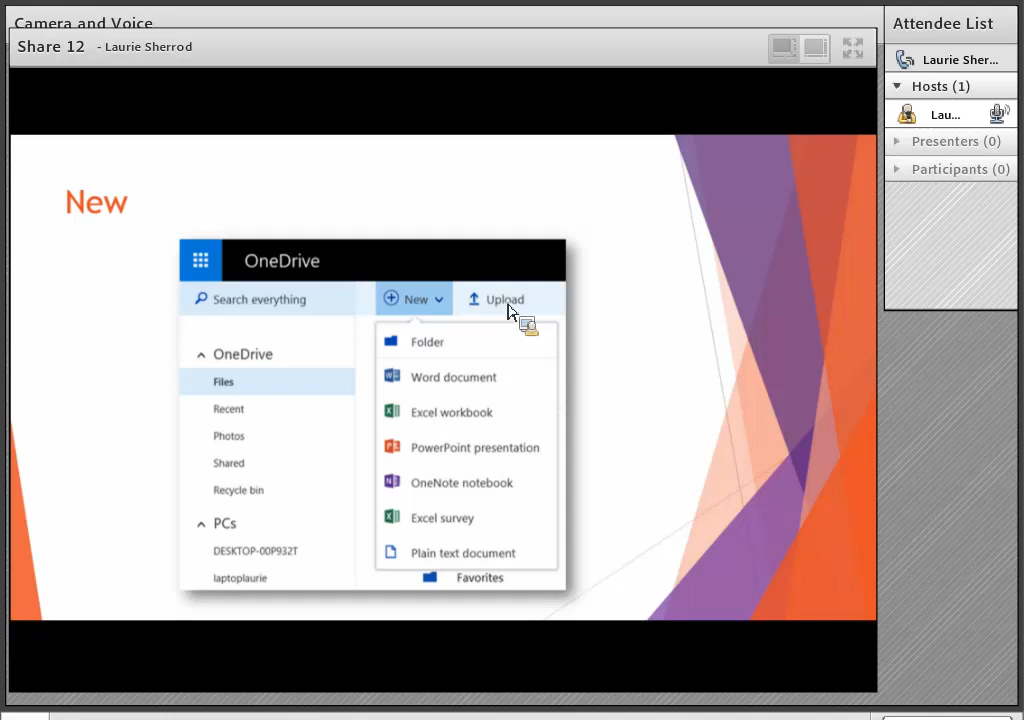 Camera and Voice
Share 12 - Laurie Sherrod
Attendee List
Laurie Sher...
Hosts (1)
Lau...
Presenters (0)
Participants (0)
New
OneDrive
Search everything
New
Upload
OneDrive
Files
Recent
Photos
Shared
Recycle bin
PCs
DESKTOP-00P932T
laptoplaurie
Folder
Word document
Excel workbook
PowerPoint presentation
OneNote notebook
Excel survey
Plain text document
Favorites